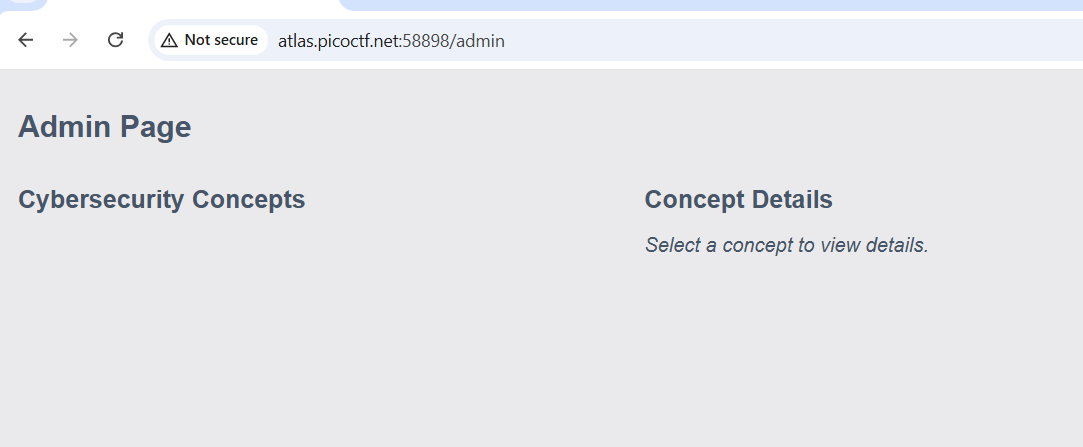 Not secure atlas.picoctf.net:58898/admin
Admin Page
Cybersecurity Concepts
Concept Details
Select a concept to view details.